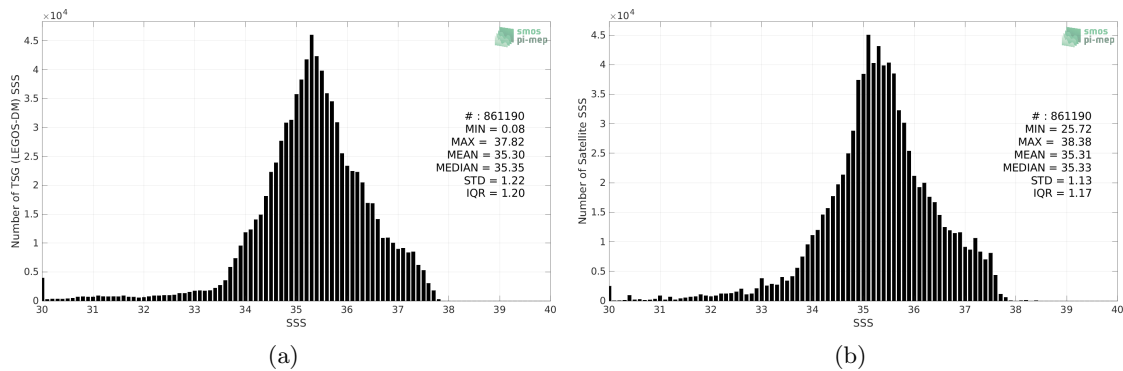 ×10⁴
4.5
4
3.5
3
2.5
2
1.5
1
0.5
0
Number of TSG (LEGOS-DM) SSS
smos
pi-mep
# : 861190
MIN = 0.08
MAX = 37.82
MEAN = 35.30
MEDIAN = 35.35
STD = 1.22
IQR = 1.20
30 31 32 33 34 35 36 37 38 39 40
SSS
(a)
×10⁴
4.5
4
3.5
3
2.5
2
1.5
1
0.5
0
Number of Satellite SSS
smos
pi-mep
# : 861190
MIN = 25.72
MAX = 38.38
MEAN = 35.31
MEDIAN = 35.33
STD = 1.13
IQR = 1.17
30 31 32 33 34 35 36 37 38 39 40
SSS
(b)